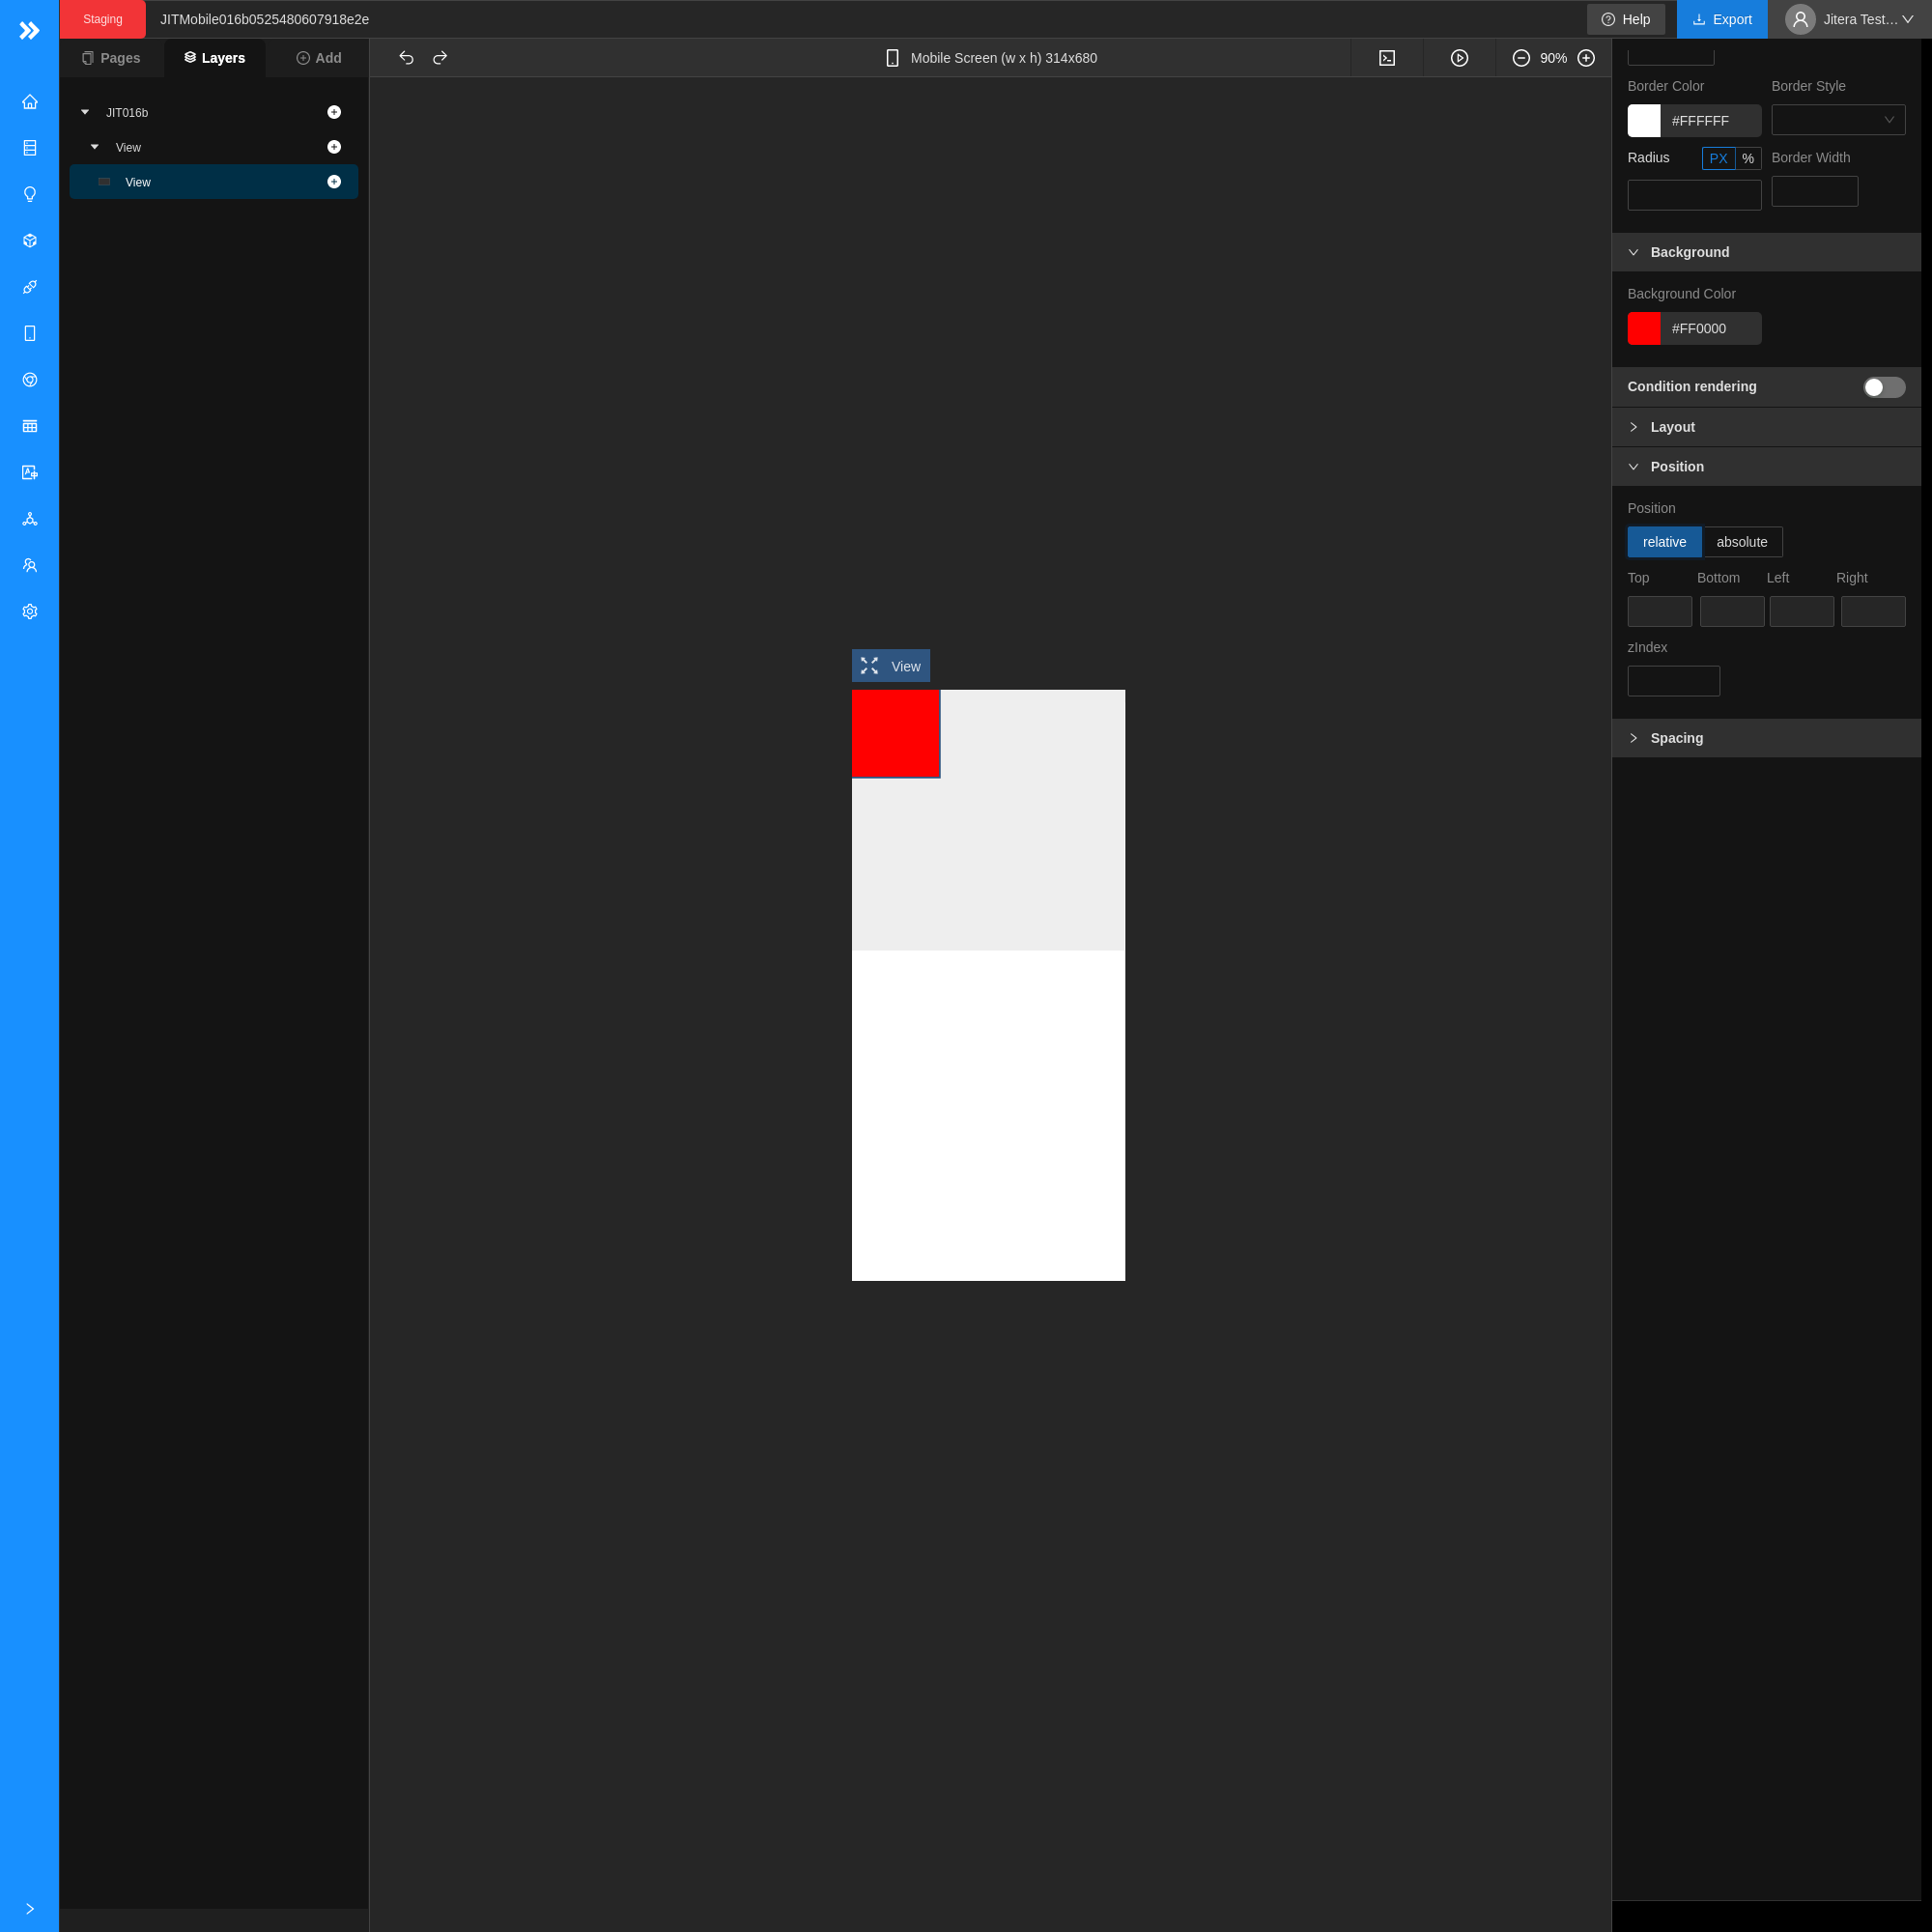 Staging
JITMobile016b0525480607918e2e
Help
Export
Jitera Test...
Pages
Layers
Add
Mobile Screen (w x h) 314x680
90%
JIT016b
View
View
View
Border Color
Border Style
#FFFFFF
Radius
PX
%
Border Width
Background
Background Color
#FF0000
Condition rendering
Layout
Position
Position
relative
absolute
Top
Bottom
Left
Right
zIndex
Spacing